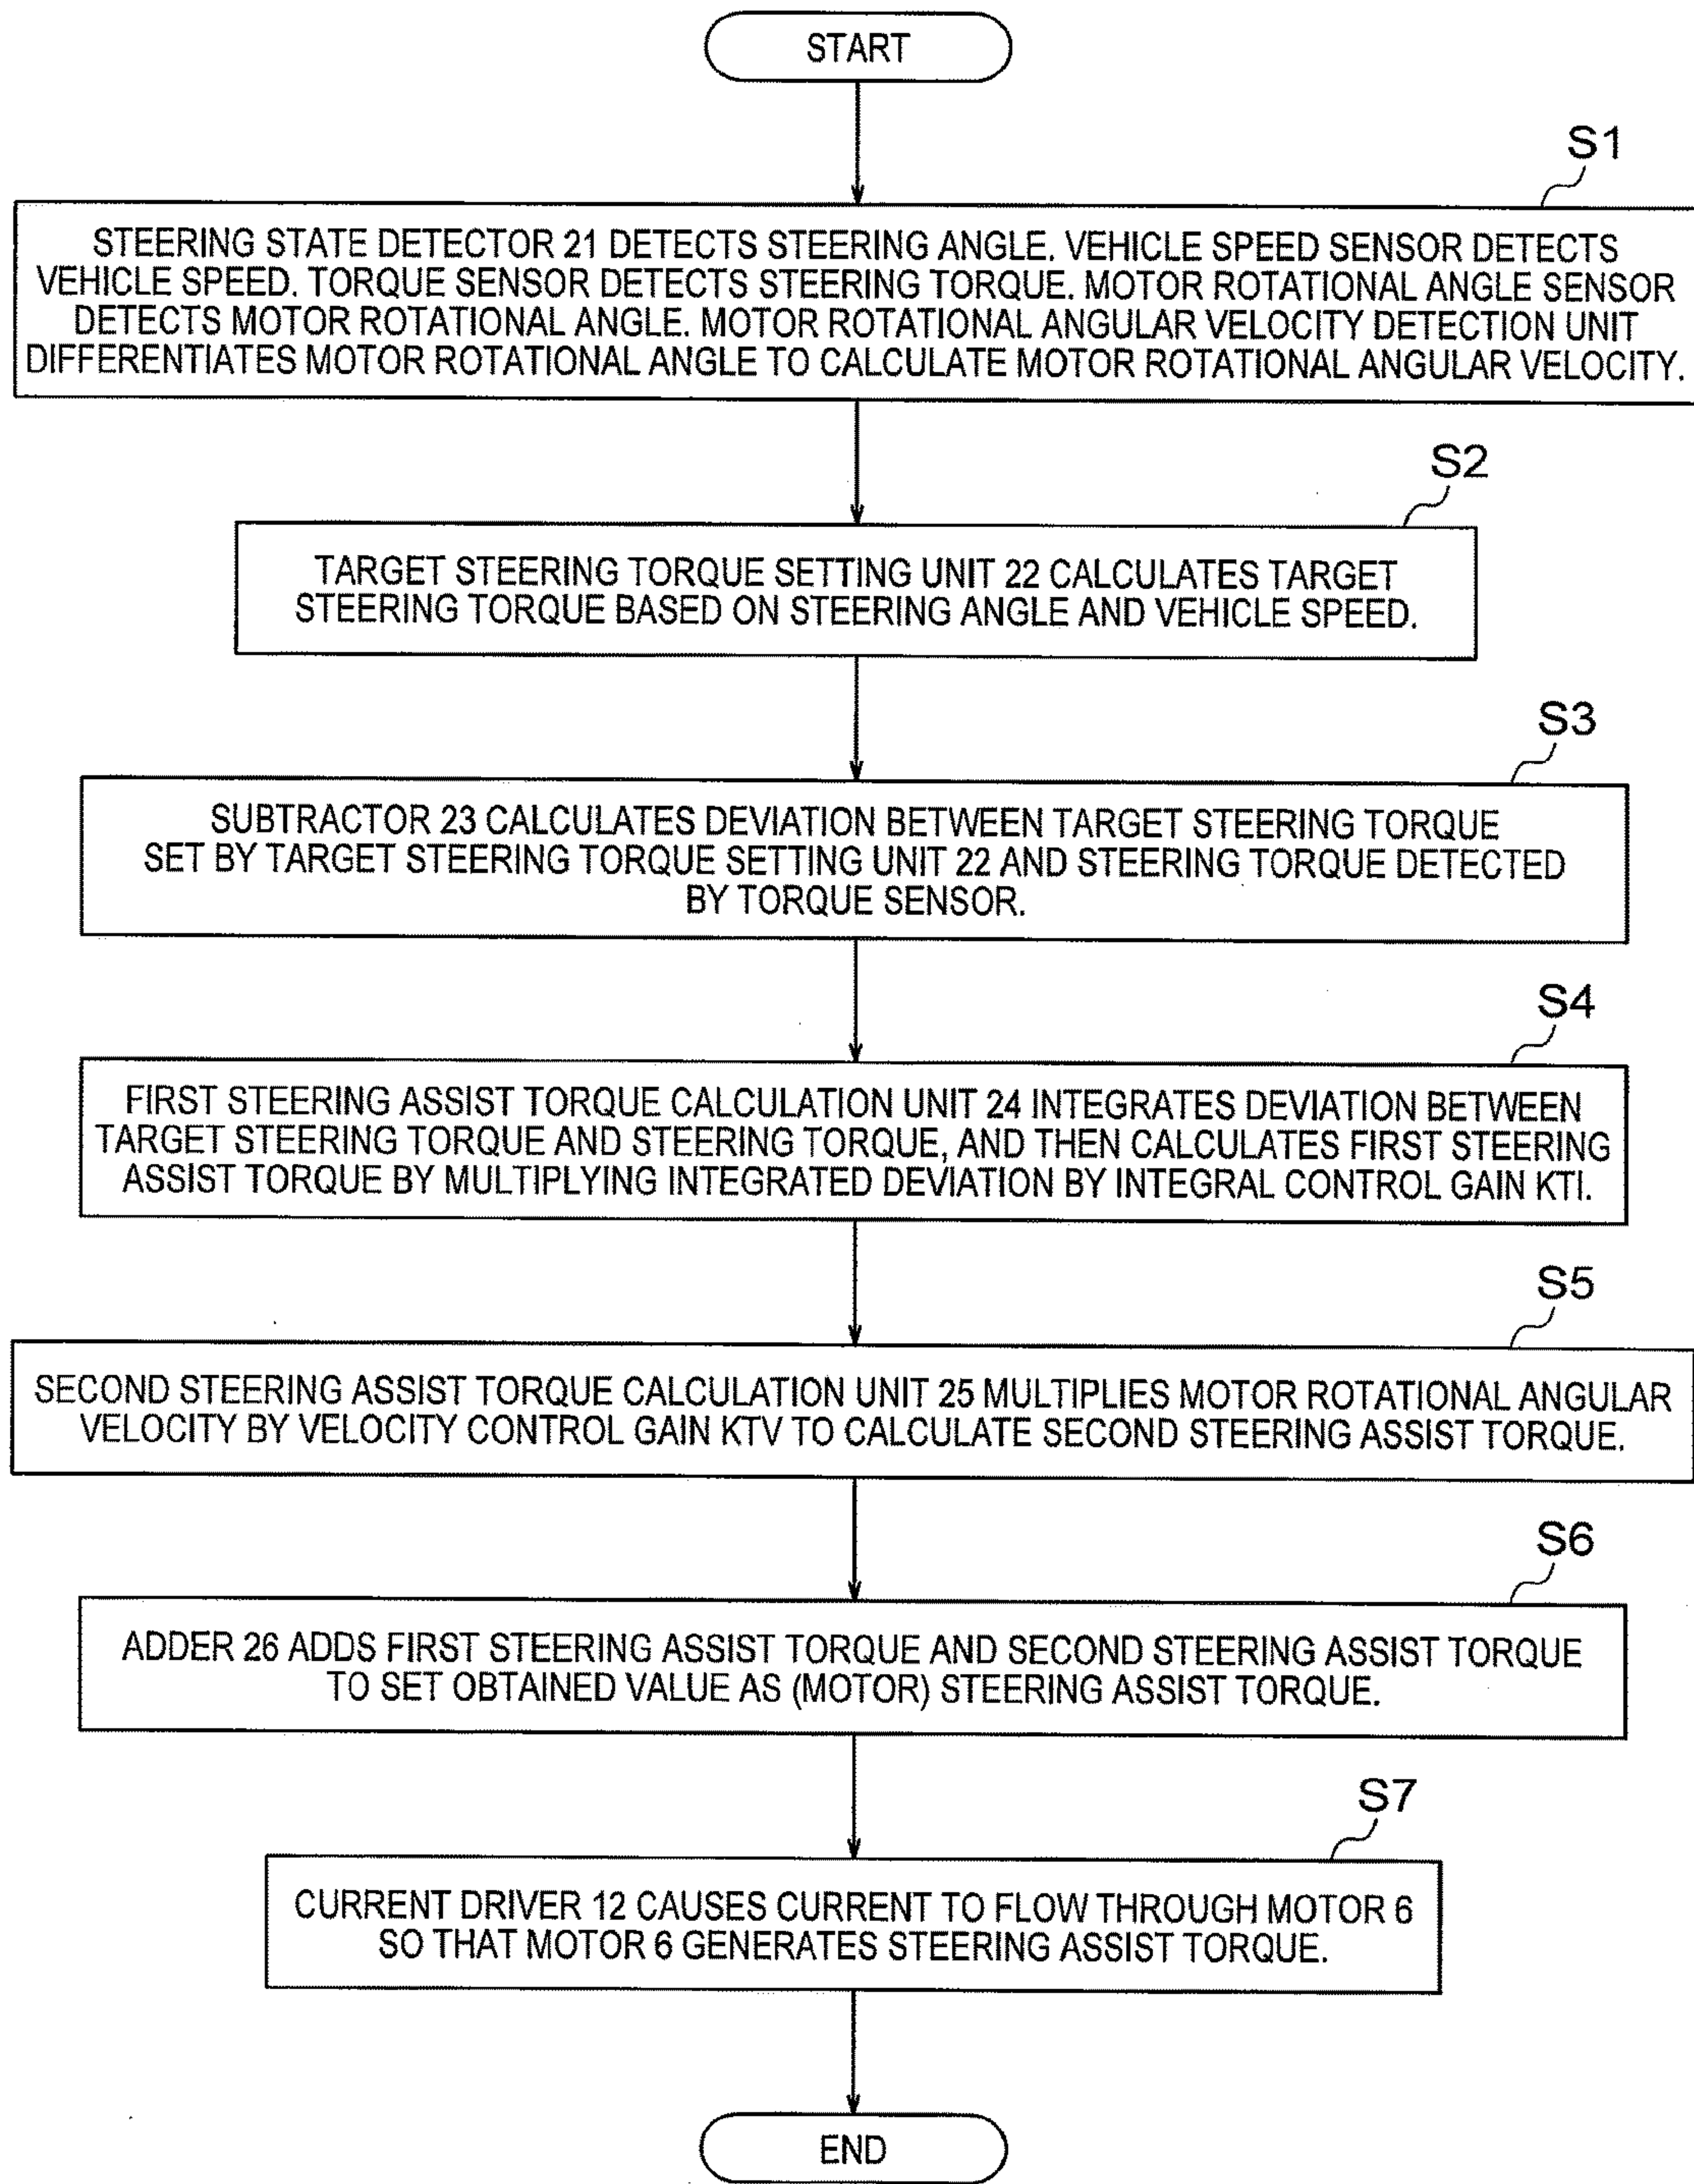 START
S1
STEERING STATE DETECTOR 21 DETECTS STEERING ANGLE. VEHICLE SPEED SENSOR DETECTS
VEHICLE SPEED. TORQUE SENSOR DETECTS STEERING TORQUE. MOTOR ROTATIONAL ANGLE SENSOR
DETECTS MOTOR ROTATIONAL ANGLE. MOTOR ROTATIONAL ANGULAR VELOCITY DETECTION UNIT
DIFFERENTIATES MOTOR ROTATIONAL ANGLE TO CALCULATE MOTOR ROTATIONAL ANGULAR VELOCITY.
S2
TARGET STEERING TORQUE SETTING UNIT 22 CALCULATES TARGET
STEERING TORQUE BASED ON STEERING ANGLE AND VEHICLE SPEED.
S3
SUBTRACTOR 23 CALCULATES DEVIATION BETWEEN TARGET STEERING TORQUE
SET BY TARGET STEERING TORQUE SETTING UNIT 22 AND STEERING TORQUE DETECTED
BY TORQUE SENSOR.
S4
FIRST STEERING ASSIST TORQUE CALCULATION UNIT 24 INTEGRATES DEVIATION BETWEEN
TARGET STEERING TORQUE AND STEERING TORQUE, AND THEN CALCULATES FIRST STEERING
ASSIST TORQUE BY MULTIPLYING INTEGRATED DEVIATION BY INTEGRAL CONTROL GAIN KTI.
S5
SECOND STEERING ASSIST TORQUE CALCULATION UNIT 25 MULTIPLIES MOTOR ROTATIONAL ANGULAR
VELOCITY BY VELOCITY CONTROL GAIN KTV TO CALCULATE SECOND STEERING ASSIST TORQUE.
S6
ADDER 26 ADDS FIRST STEERING ASSIST TORQUE AND SECOND STEERING ASSIST TORQUE
TO SET OBTAINED VALUE AS (MOTOR) STEERING ASSIST TORQUE.
S7
CURRENT DRIVER 12 CAUSES CURRENT TO FLOW THROUGH MOTOR 6
SO THAT MOTOR 6 GENERATES STEERING ASSIST TORQUE.
END